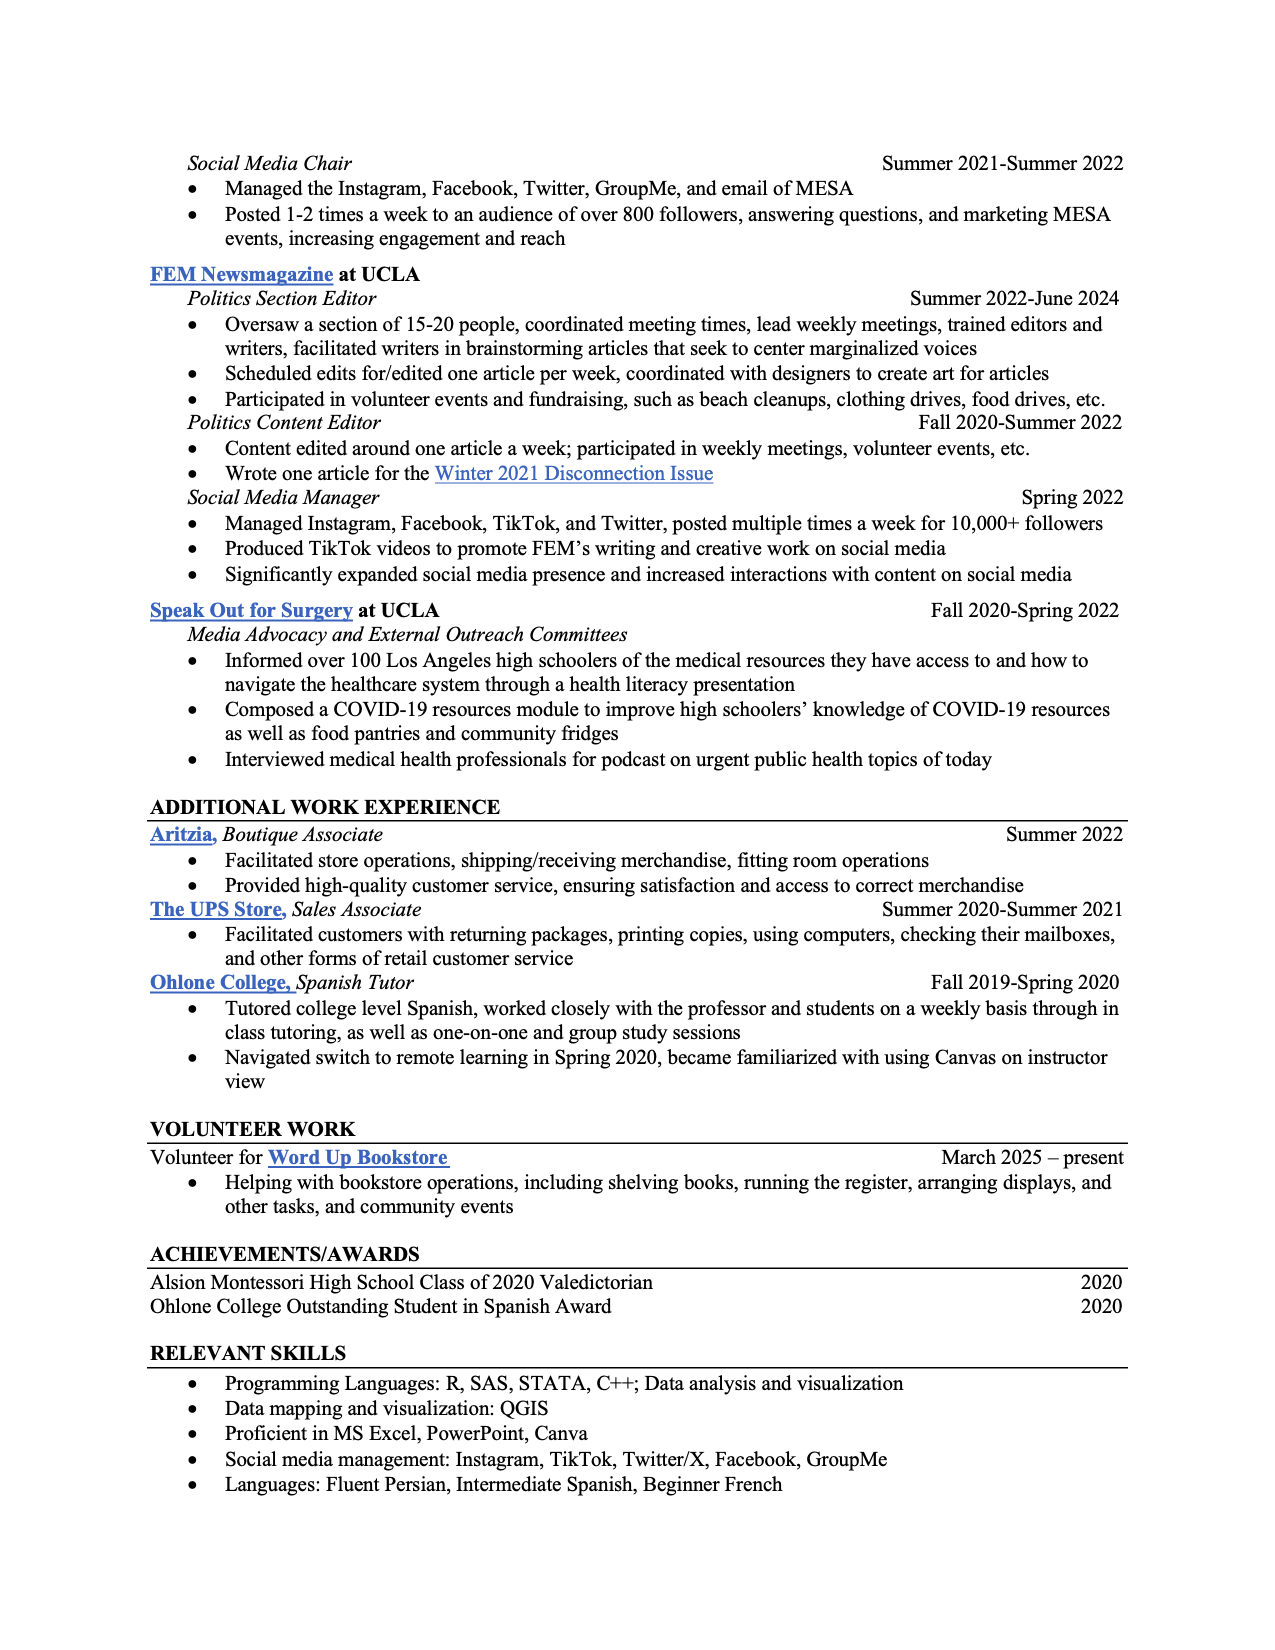 Social Media Chair Summer 2021-Summer 2022
• Managed the Instagram, Facebook, Twitter, GroupMe, and email of MESA
• Posted 1-2 times a week to an audience of over 800 followers, answering questions, and marketing MESA
events, increasing engagement and reach
FEM Newsmagazine at UCLA
Politics Section Editor Summer 2022-June 2024
• Oversaw a section of 15-20 people, coordinated meeting times, lead weekly meetings, trained editors and
writers, facilitated writers in brainstorming articles that seek to center marginalized voices
• Scheduled edits for/edited one article per week, coordinated with designers to create art for articles
• Participated in volunteer events and fundraising, such as beach cleanups, clothing drives, food drives, etc.
Politics Content Editor Fall 2020-Summer 2022
• Content edited around one article a week; participated in weekly meetings, volunteer events, etc.
• Wrote one article for the Winter 2021 Disconnection Issue
Social Media Manager Spring 2022
• Managed Instagram, Facebook, TikTok, and Twitter, posted multiple times a week for 10,000+ followers
• Produced TikTok videos to promote FEM’s writing and creative work on social media
• Significantly expanded social media presence and increased interactions with content on social media
Speak Out for Surgery at UCLA Fall 2020-Spring 2022
Media Advocacy and External Outreach Committees
• Informed over 100 Los Angeles high schoolers of the medical resources they have access to and how to
navigate the healthcare system through a health literacy presentation
• Composed a COVID-19 resources module to improve high schoolers’ knowledge of COVID-19 resources
as well as food pantries and community fridges
• Interviewed medical health professionals for podcast on urgent public health topics of today
ADDITIONAL WORK EXPERIENCE
Aritzia, Boutique Associate Summer 2022
• Facilitated store operations, shipping/receiving merchandise, fitting room operations
• Provided high-quality customer service, ensuring satisfaction and access to correct merchandise
The UPS Store, Sales Associate Summer 2020-Summer 2021
• Facilitated customers with returning packages, printing copies, using computers, checking their mailboxes,
and other forms of retail customer service
Ohlone College, Spanish Tutor Fall 2019-Spring 2020
• Tutored college level Spanish, worked closely with the professor and students on a weekly basis through in
class tutoring, as well as one-on-one and group study sessions
• Navigated switch to remote learning in Spring 2020, became familiarized with using Canvas on instructor
view
VOLUNTEER WORK
Volunteer for Word Up Bookstore March 2025 – present
• Helping with bookstore operations, including shelving books, running the register, arranging displays, and
other tasks, and community events
ACHIEVEMENTS/AWARDS
Alsion Montessori High School Class of 2020 Valedictorian 2020
Ohlone College Outstanding Student in Spanish Award 2020
RELEVANT SKILLS
• Programming Languages: R, SAS, STATA, C++; Data analysis and visualization
• Data mapping and visualization: QGIS
• Proficient in MS Excel, PowerPoint, Canva
• Social media management: Instagram, TikTok, Twitter/X, Facebook, GroupMe
• Languages: Fluent Persian, Intermediate Spanish, Beginner French